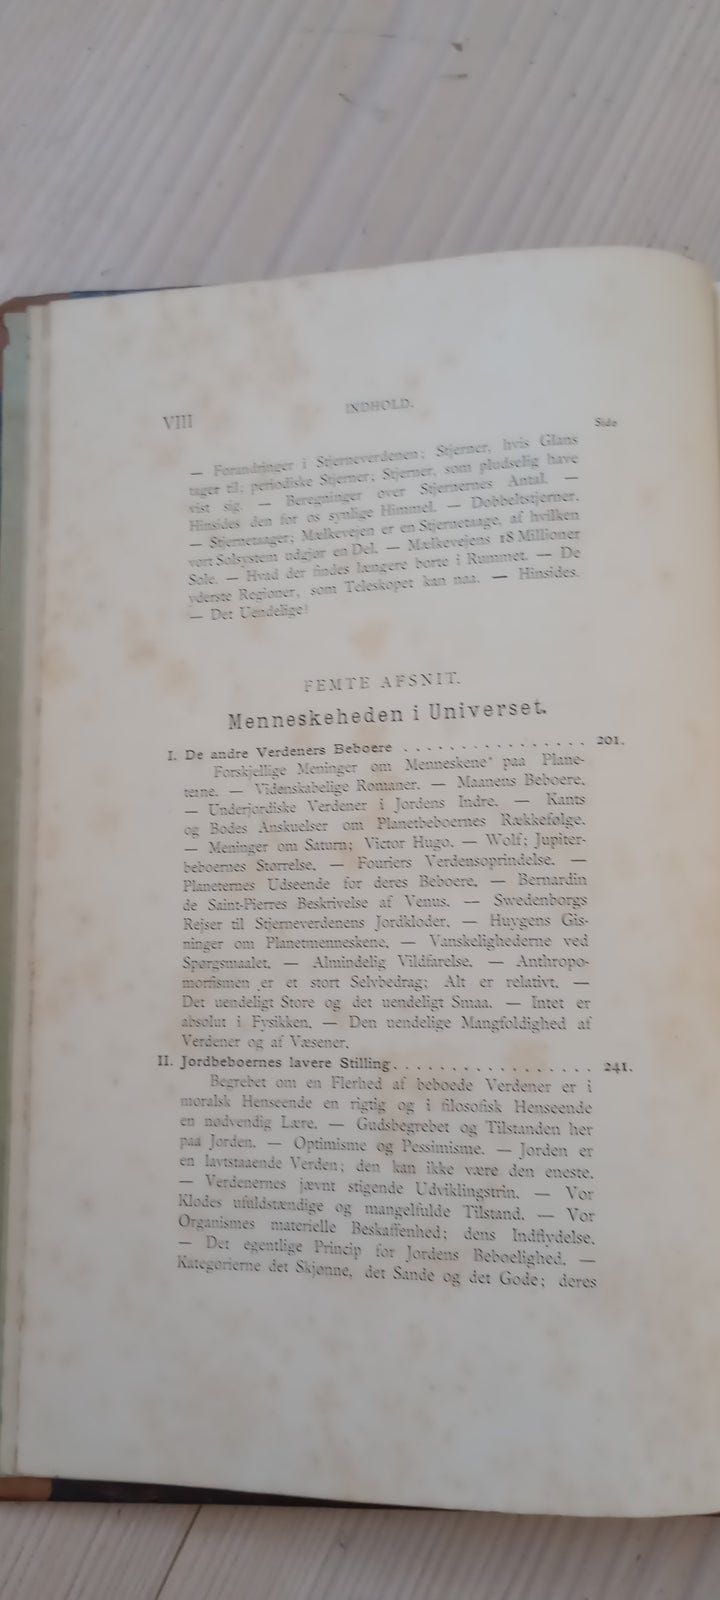 VIII
INDHOLD.
Side
— Forandringer i Stjerneverdenen; Stjerner, hvis Glans
tager til; periodiske Stjerner; Stjerner, som pludselig have
vist sig. — Beregninger over Stjernernes Antal. —
Hinsides den for os synlige Himmel. — Dobbeltstjerner.
— Stjernetaager; Mælkevejen er en Stjernetaage, af hvilken
vort Solsystem udgjør en Del. — Mælkevejens 18 Millioner
Sole. — Hvad der findes længere borte i Rummet. — De
yderste Regioner, som Teleskopet kan naa. — Hinsides.
— Det Uendelige!
FEMTE AFSNIT.
Menneskeheden i Universet.
I. De andre Verdeners Beboere . . . . . . . . . . . . . . . . 201.
Forskjellige Meninger om Menneskene paa Plane-
terne. — Videnskabelige Romaner. — Maanens Beboere.
— Underjordiske Verdener i Jordens Indre. — Kants
og Bodes Anskuelser om Planetbeboernes Rækkefølge.
— Meninger om Saturn; Victor Hugo. — Wolf; Jupiter-
beboernes Størrelse. — Fouriers Verdensoprindelse. —
Planeternes Udseende for deres Beboere. — Bernardin
de Saint-Pierres Beskrivelse af Venus. — Swedenborgs
Rejser til Stjerneverdenens Jordkloder. — Huygens Gis-
ninger om Planetmenneskene. — Vanskelighederne ved
Spørgsmaalet. — Almindelig Vildfarelse. — Anthropo-
morfismen er et stort Selvbedrag; Alt er relativt. —
Det uendeligt Store og det uendeligt Smaa. — Intet er
absolut i Fysikken. — Den uendelige Mangfoldighed af
Verdener og af Væsener.
II. Jordbeboernes lavere Stilling. . . . . . . . . . . . . . . . . 241.
Begrebet om en Flerhed af beboede Verdener er i
moralsk Henseende en rigtig og i filosofisk Henseende
en nødvendig Lære. — Gudsbegrebet og Tilstanden her
paa Jorden. — Optimisme og Pessimisme. — Jorden er
en lavtstaaende Verden; den kan ikke være den eneste.
— Verdenernes jævnt stigende Udviklingstrin. — Vor
Klodes ufuldstændige og mangelfulde Tilstand. — Vor
Organismes materielle Beskaffenhed; dens Indflydelse.
— Det egentlige Princip for Jordens Beboelighed. —
Kategorierne det Skjønne, det Sande og det Gode; deres